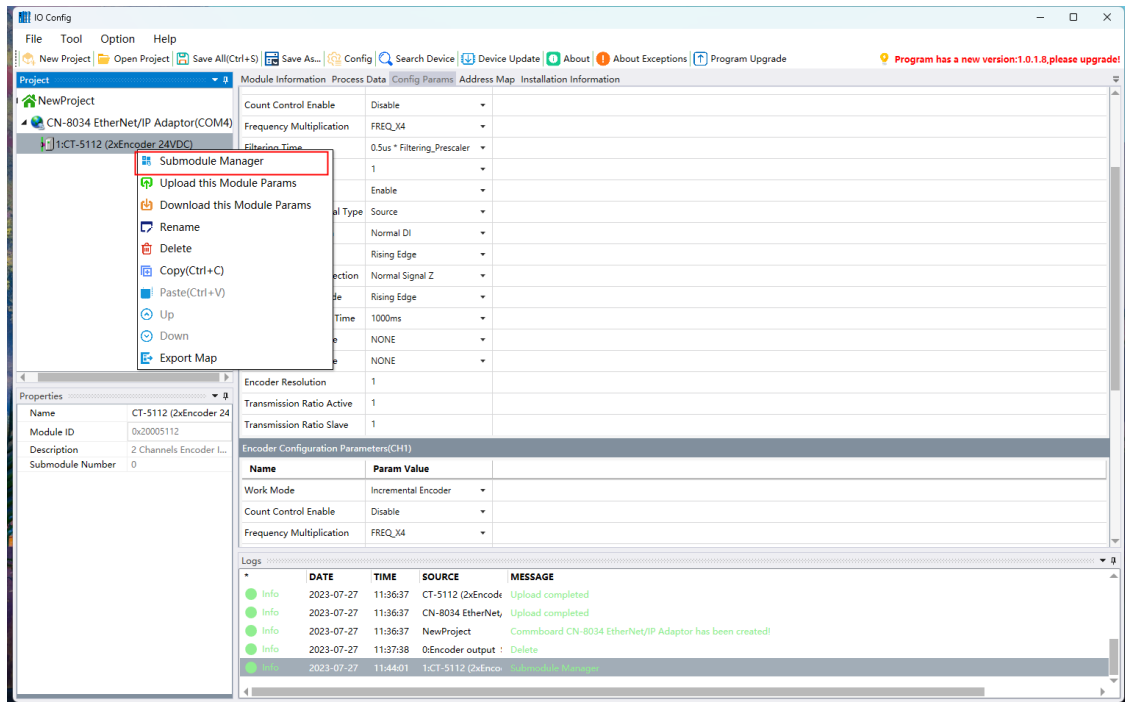 IO Config
File Tool Option Help
New Project Open Project Save All(Ctrl+S) Save As... Config Search Device Device Update About About Exceptions Program Upgrade Program has a new version:1.0.1.8,please upgrade!
Project
NewProject
CN-8034 EtherNet/IP Adaptor(COM4)
1:CT-5112 (2xEncoder 24VDC)
Submodule Manager
Upload this Module Params
Download this Module Params
Rename
Delete
Copy(Ctrl+C)
Paste(Ctrl+V)
Up
Down
Export Map
Properties
Name CT-5112 (2xEncoder 24
Module ID 0x20005112
Description 2 Channels Encoder I...
Submodule Number 0
Module Information Process Data Config Params Address Map Installation Information
Count Control Enable Disable
Frequency Multiplication FREQ_X4
Filtering Time 0.5us * Filtering_Prescaler
1
Enable
al Type Source
Normal DI
Rising Edge
ection Normal Signal Z
de Rising Edge
Time 1000ms
e NONE
e NONE
Encoder Resolution 1
Transmission Ratio Active 1
Transmission Ratio Slave 1
Encoder Configuration Parameters(CH1)
Name Param Value
Work Mode Incremental Encoder
Count Control Enable Disable
Frequency Multiplication FREQ_X4
Logs
* DATE TIME SOURCE MESSAGE
Info 2023-07-27 11:36:37 CT-5112 (2xEncode Upload completed
Info 2023-07-27 11:36:37 CN-8034 EtherNet/ Upload completed
Info 2023-07-27 11:36:37 NewProject Commboard CN-8034 EtherNet/IP Adaptor has been created!
Info 2023-07-27 11:37:38 0:Encoder output Delete
Info 2023-07-27 11:44:01 1:CT-5112 (2xEnco Submodule Manager